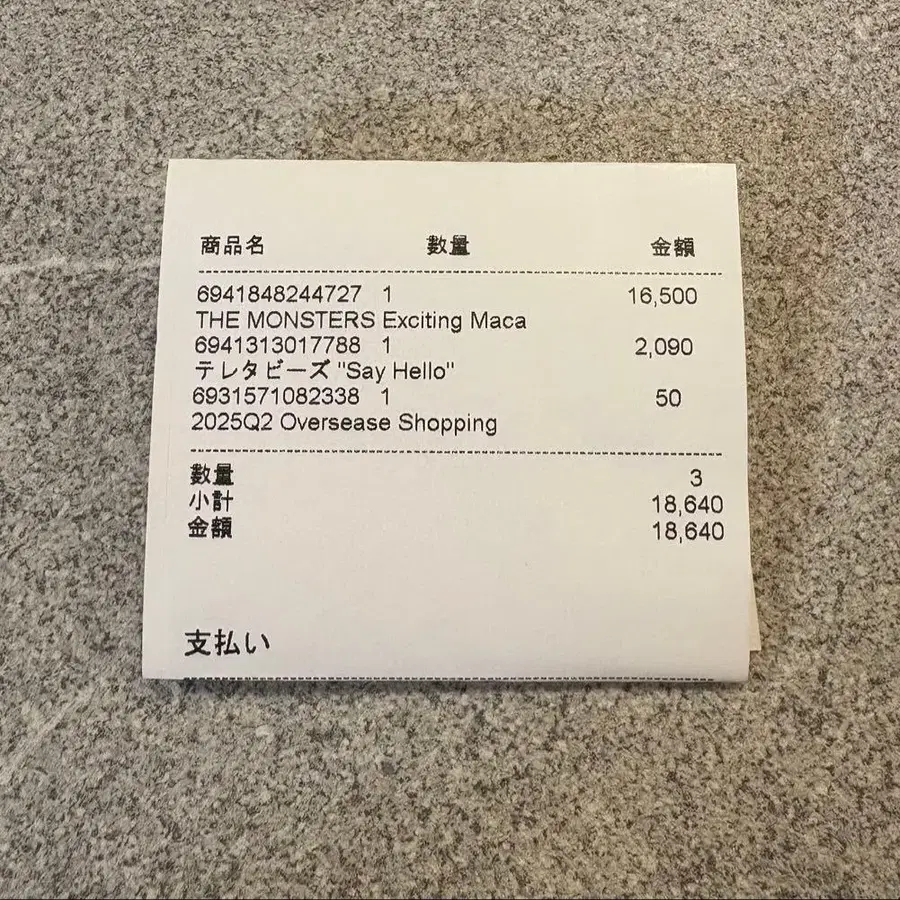 商品名 数量 金額
6941848244727 1 16,500
THE MONSTERS Exciting Maca
6941313017788 1 2,090
テレタビーズ "Say Hello"
6931571082338 1 50
2025Q2 Oversease Shopping
数量 3
小計 18,640
金額 18,640
支払い